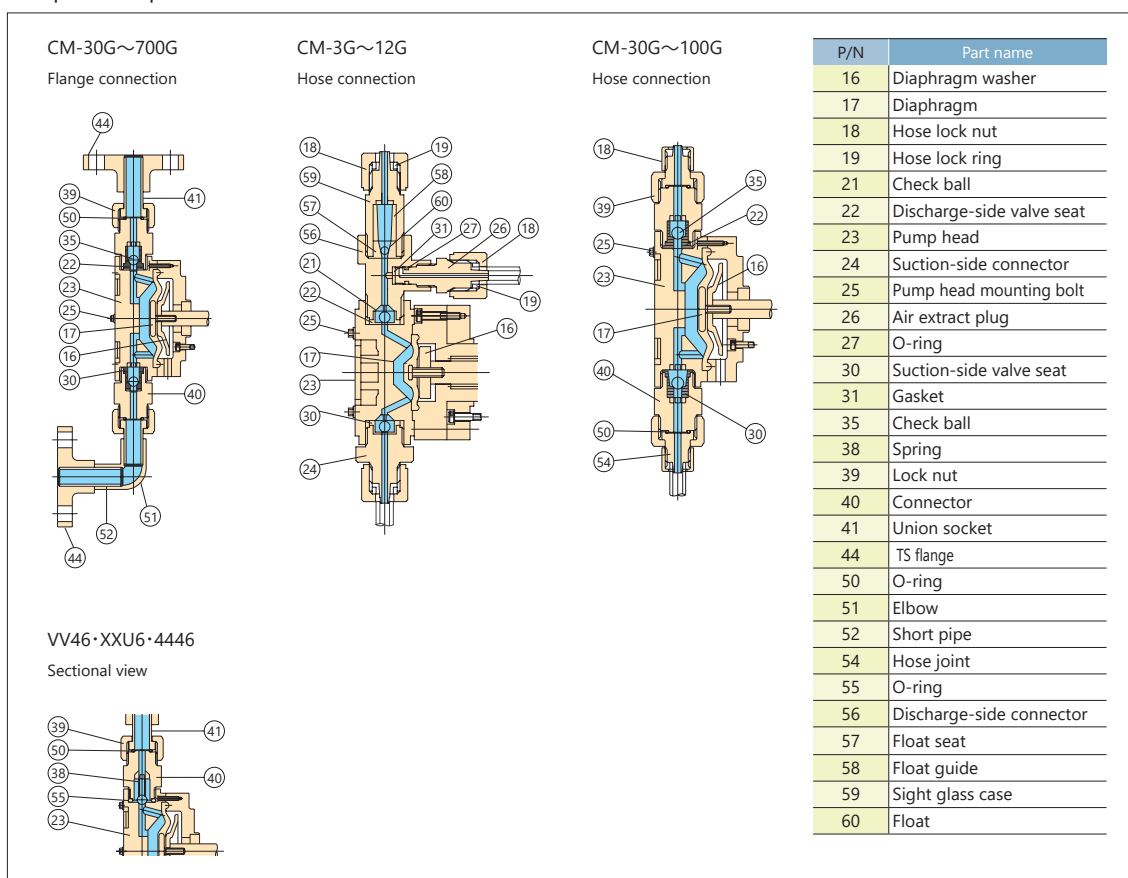 CM-30G～700G
Flange connection
44
39
41
50
35
22
23
25
17
16
30
40
51
52
44
CM-3G～12G
Hose connection
18
19
59
58
57
60
56
31
27
26
18
21
22
19
25
16
17
23
30
24
CM-30G～100G
Hose connection
18
35
39
22
25
16
23
17
40
50
30
54
VV46･XXU6･4446
Sectional view
39
41
50
38
40
55
23
P/N Part name
16 Diaphragm washer
17 Diaphragm
18 Hose lock nut
19 Hose lock ring
21 Check ball
22 Discharge-side valve seat
23 Pump head
24 Suction-side connector
25 Pump head mounting bolt
26 Air extract plug
27 O-ring
30 Suction-side valve seat
31 Gasket
35 Check ball
38 Spring
39 Lock nut
40 Connector
41 Union socket
44 TS flange
50 O-ring
51 Elbow
52 Short pipe
54 Hose joint
55 O-ring
56 Discharge-side connector
57 Float seat
58 Float guide
59 Sight glass case
60 Float